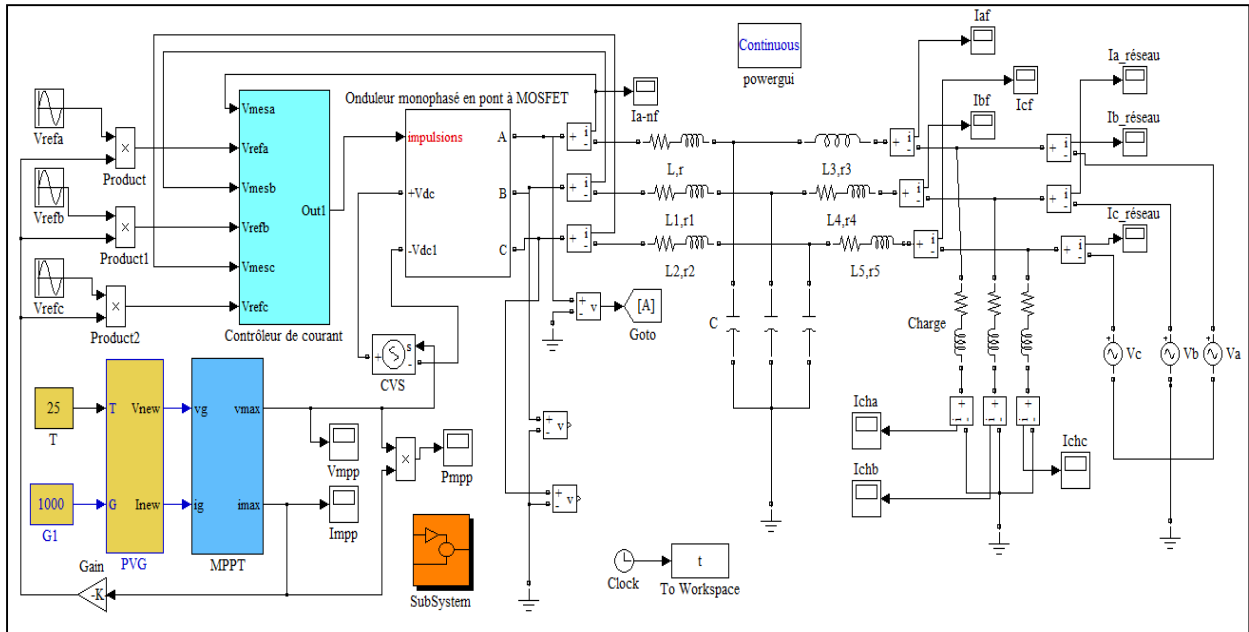 Continuous
powergui
Iaf
Icf
Ibf
Ia_réseau
Ib_réseau
Ic_réseau
Vrefa
Product
Vrefb
Product1
Vrefc
Product2
Vmesa
Vrefa
Vmesb
Vrefb
Vmesc
Vrefc
Out1
Contrôleur de courant
Onduleur monophasé en pont à MOSFET
impulsions
+Vdc
-Vdc1
A
B
C
Ia-nf
+
i
-
+
i
-
+
i
-
L,r
L1,r1
L2,r2
L3,r3
L4,r4
L5,r5
+
i
-
+
i
-
+
i
-
+
i
-
+
i
-
+
i
-
+
-
v
[A]
Goto
C
Charge
+
Vc
+
Vb
+
Va
+
s
-
CVS
25
T
1000
G1
T
Vnew
G
Inew
PVG
vg
vmax
ig
imax
MPPT
Vmpp
Impp
×
Pmpp
+
-
v
+
-
v
Icha
Ichb
Ichc
+
i
-
+
i
-
+
i
-
Gain
-K
SubSystem
Clock
t
To Workspace